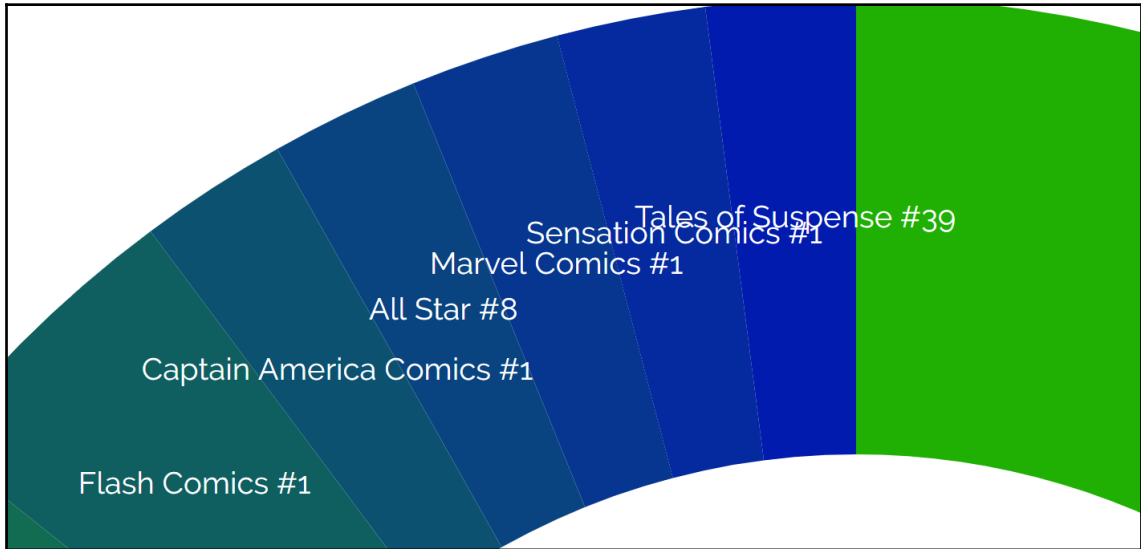 Tales of Suspense #39
Sensation Comics #1
Marvel Comics #1
All Star #8
Captain America Comics #1
Flash Comics #1